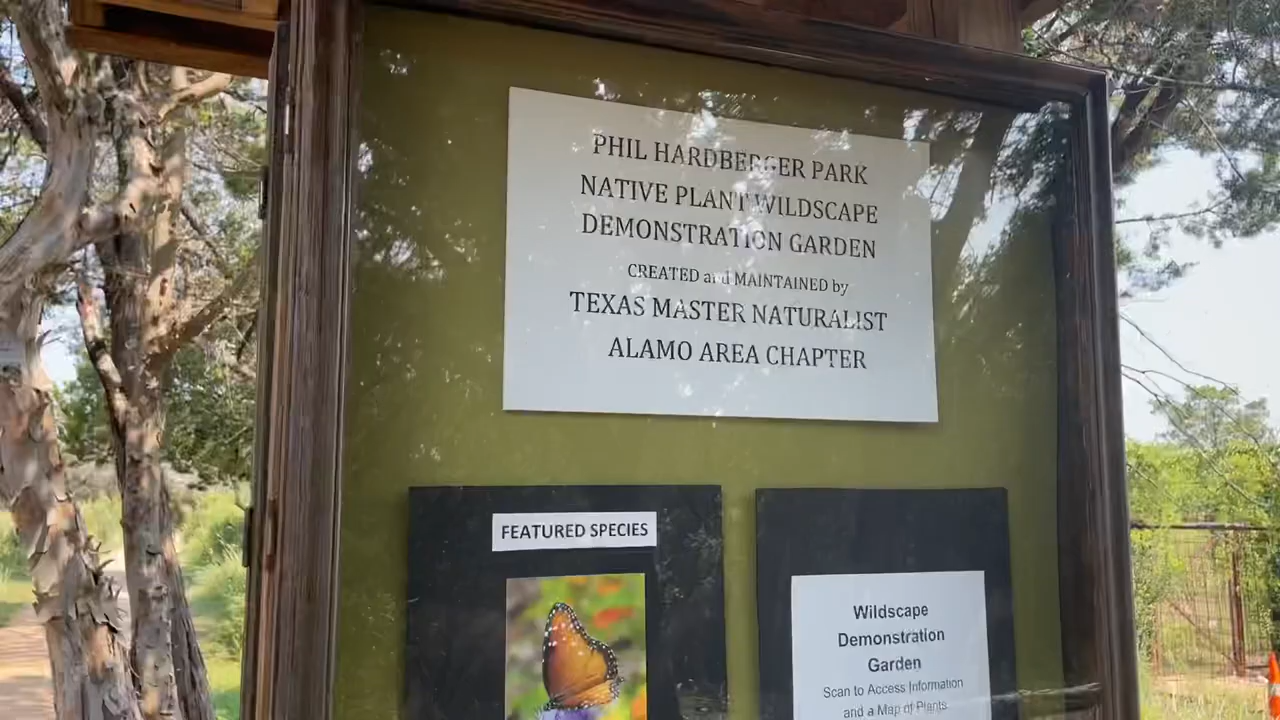 PHIL HARDBERGER PARK
NATIVE PLANT WILDSCAPE
DEMONSTRATION GARDEN
CREATED and MAINTAINED by
TEXAS MASTER NATURALIST
ALAMO AREA CHAPTER
FEATURED SPECIES
Wildscape
Demonstration
Garden
Scan to Access Information
and a Map of Plants